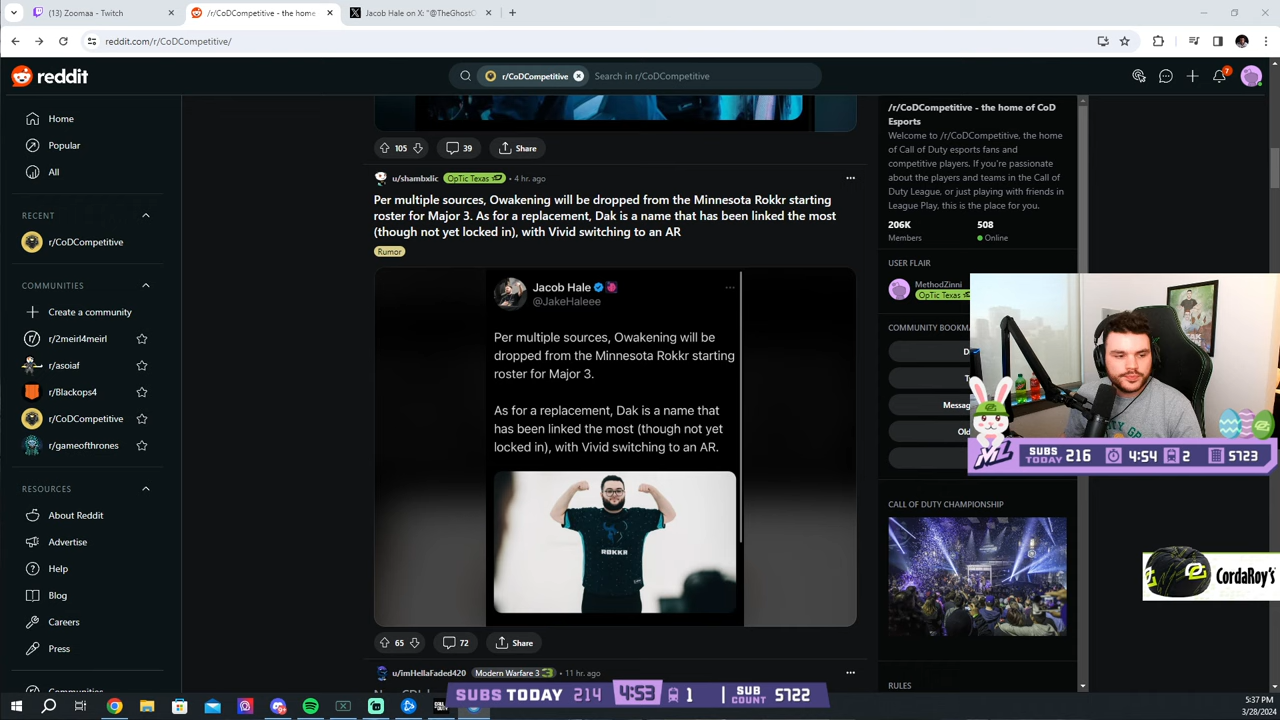 (13) Zoomaa - Twitch
/r/CoDCompetitive - the home
Jacob Hale on X: "@TheGhostO
reddit.com/r/CoDCompetitive/
reddit
r/CoDCompetitive
Search in r/CoDCompetitive
7
Home
Popular
All
RECENT
r/CoDCompetitive
COMMUNITIES
Create a community
r/2meirl4meirl
r/asoiaf
r/Blackops4
r/CoDCompetitive
r/gameofthrones
RESOURCES
About Reddit
Advertise
Help
Blog
Careers
Press
Communities
105
39
Share
u/shambxlic
OpTic Texas
• 4 hr. ago
Per multiple sources, Owakening will be dropped from the Minnesota Rokkr starting
roster for Major 3. As for a replacement, Dak is a name that has been linked the most
(though not yet locked in), with Vivid switching to an AR
Rumor
Jacob Hale
@JakeHaleee
Per multiple sources, Owakening will be
dropped from the Minnesota Rokkr starting
roster for Major 3.
As for a replacement, Dak is a name that
has been linked the most (though not yet
locked in), with Vivid switching to an AR.
RØKKR
65
72
Share
u/imHellaFaded420
Modern Warfare 3
• 11 hr. ago
/r/CoDCompetitive - the home of CoD
Esports
Welcome to /r/CoDCompetitive, the home
of Call of Duty esports fans and
competitive players. If you're passionate
about the players and teams in the Call of
Duty League, or just playing with friends in
League Play, this is the place for you.
206K
508
Members
Online
USER FLAIR
MethodZinni
OpTic Texas
COMMUNITY BOOKMA
D
T
Messag
Old
CALL OF DUTY CHAMPIONSHIP
RULES
ML
SUBS
TODAY
216
4:54
2
5723
CordaRoy's
SUBS TODAY 214
4:53
1
SUB
COUNT
5722
5:37 PM
3/28/2024